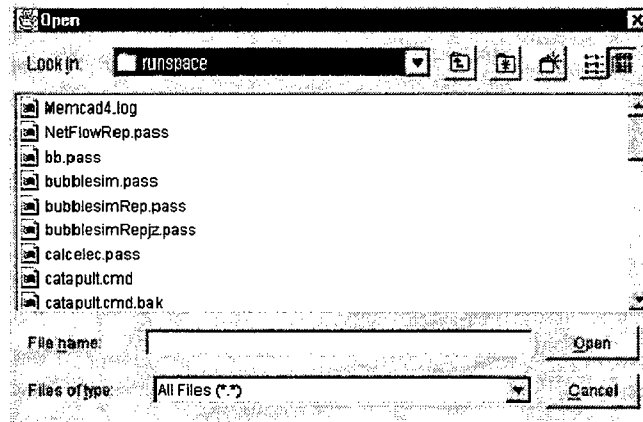 Open
Look in: runspace
Memcad4.log
NetFlowRep.pass
bb.pass
bubblesim.pass
bubblesimRep.pass
bubblesimRepjz.pass
calcelec.pass
catapult.cmd
catapult.cmd.bak
File name: Open
Files of type: All Files (*.*) Cancel